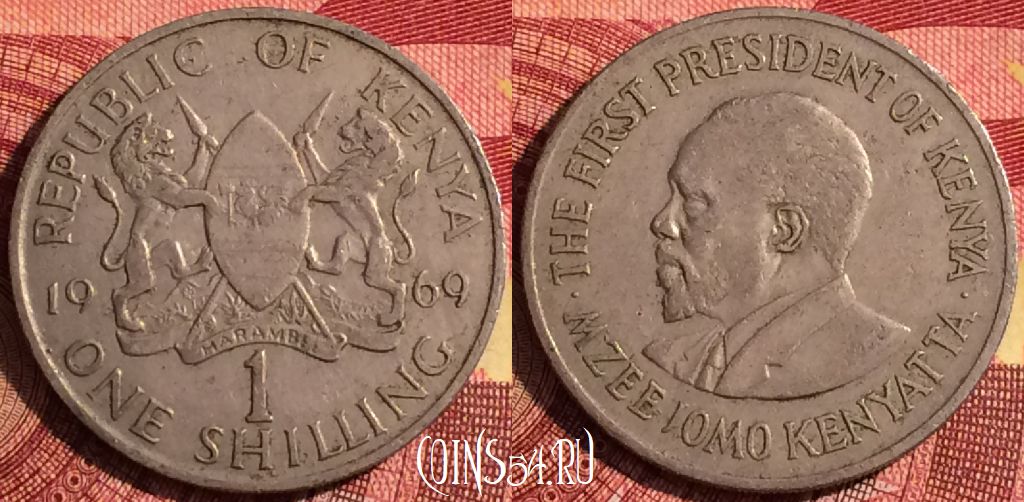 REPUBLIC OF KENYA
19 69
HARAMBEE
1
ONE SHILLING
THE FIRST PRESIDENT OF KENYA
· MZEE JOMO KENYATTA ·
COINS54.RU